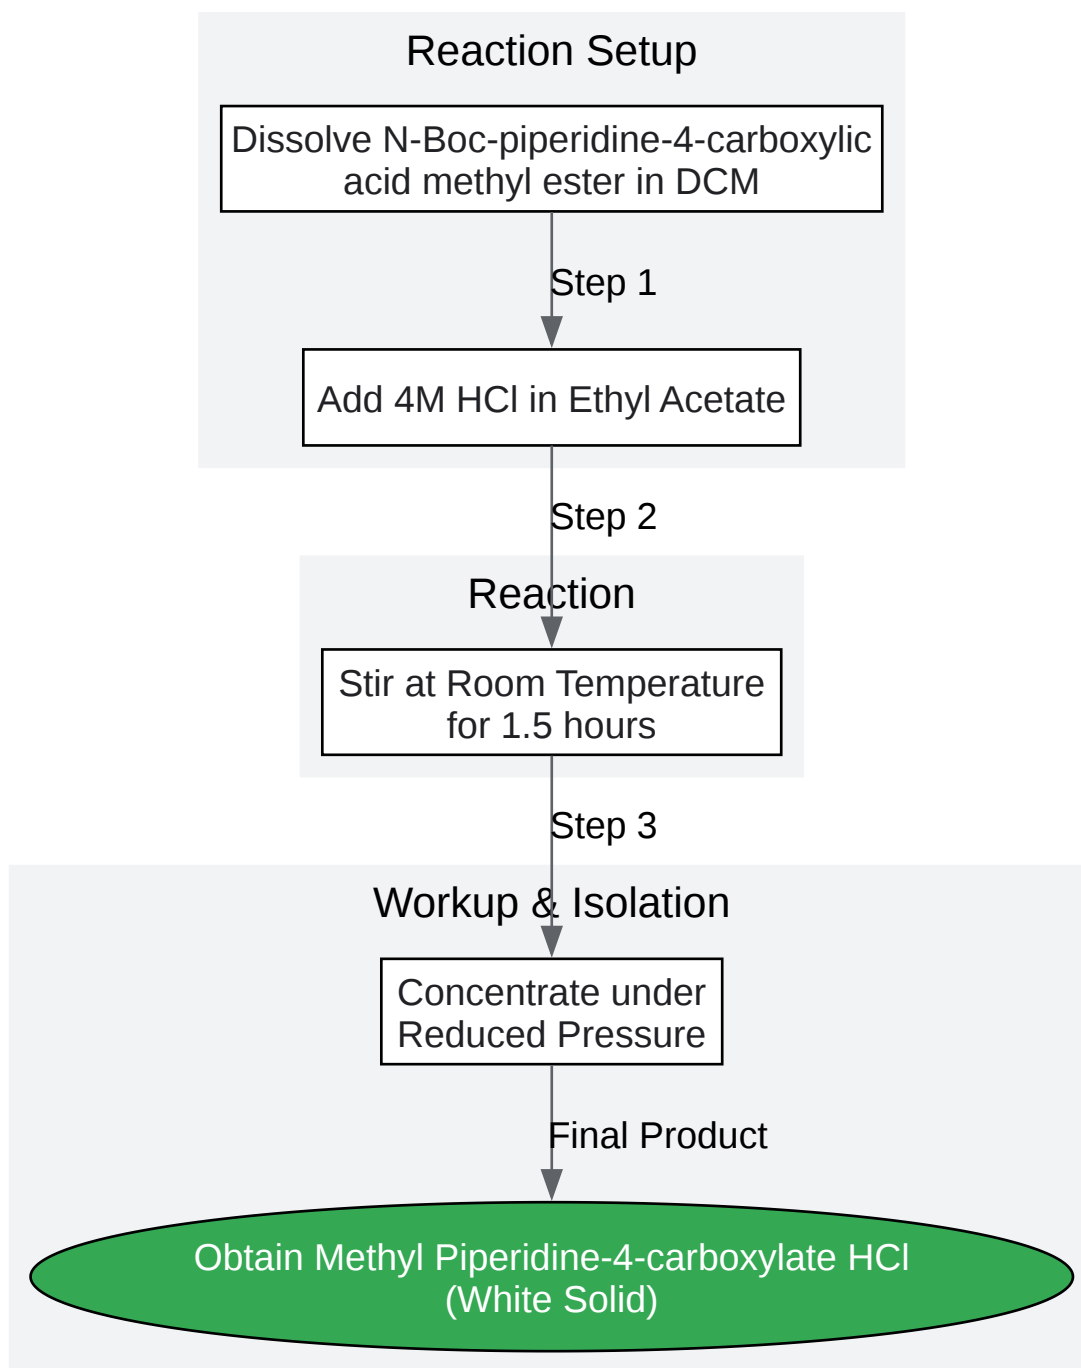 Reaction Setup
Dissolve N-Boc-piperidine-4-carboxylic
acid methyl ester in DCM
Step 1
Add 4M HCl in Ethyl Acetate
Step 2
Reaction
Stir at Room Temperature
for 1.5 hours
Step 3
Workup & Isolation
Concentrate under
Reduced Pressure
Final Product
Obtain Methyl Piperidine-4-carboxylate HCl
(White Solid)